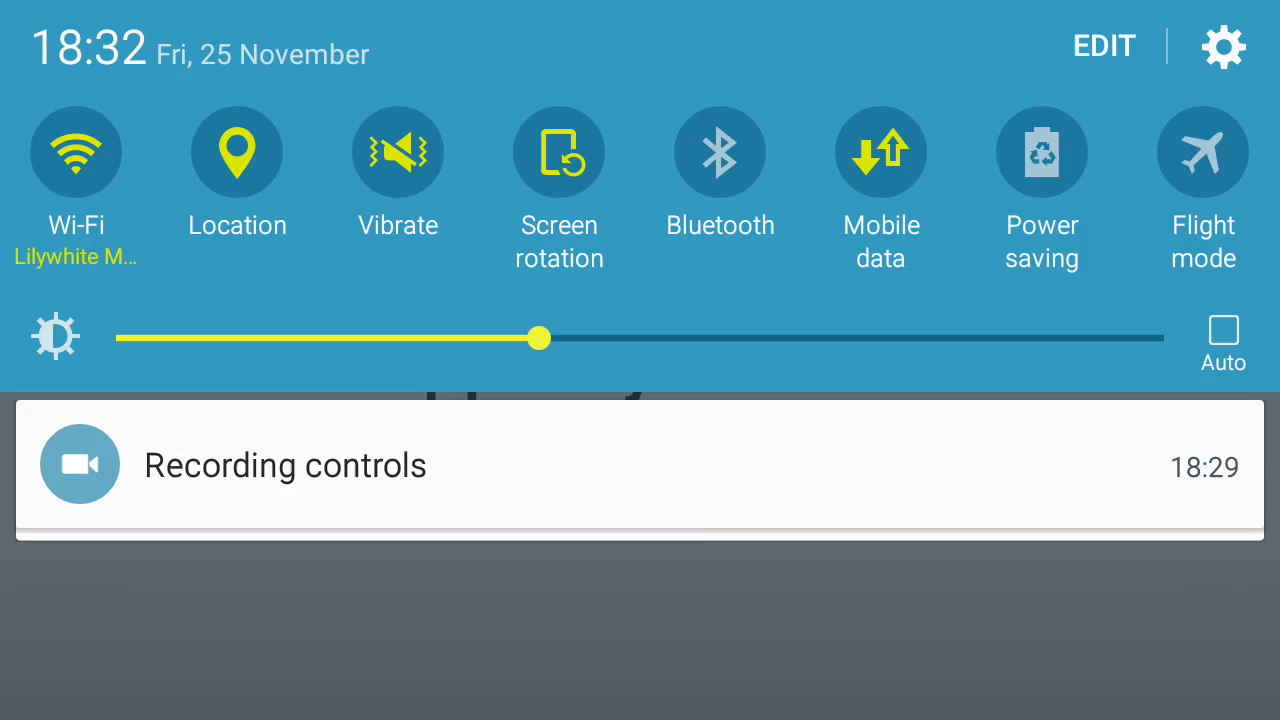 18:32 Fri, 25 November EDIT
Wi-Fi Location Vibrate Screen rotation Bluetooth Mobile data Power saving Flight mode
Lilywhite M...
Auto
Recording controls 18:29